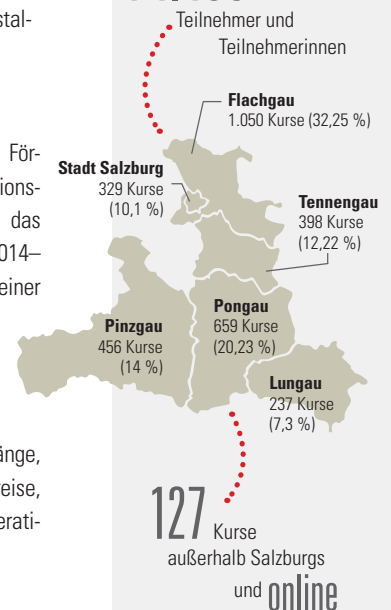 stal-
För-
ions-
das
014–
einer
änge,
reise,
erati-
Teilnehmer und
Teilnehmerinnen
Flachgau
1.050 Kurse (32,25 %)
Stadt Salzburg
329 Kurse
(10,1 %)
Tennengau
398 Kurse
(12,22 %)
Pongau
659 Kurse
(20,23 %)
Pinzgau
456 Kurse
(14 %)
Lungau
237 Kurse
(7,3 %)
127 Kurse
außerhalb Salzburgs
und online